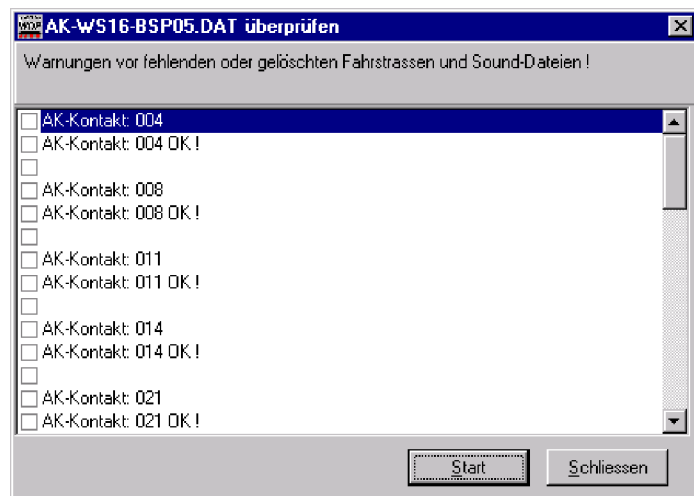 AK-WS16-BSP05.DAT überprüfen
Warnungen vor fehlenden oder gelöschten Fahrstrassen und Sound-Dateien !
AK-Kontakt: 004
AK-Kontakt: 004 OK !
AK-Kontakt: 008
AK-Kontakt: 008 OK !
AK-Kontakt: 011
AK-Kontakt: 011 OK !
AK-Kontakt: 014
AK-Kontakt: 014 OK !
AK-Kontakt: 021
AK-Kontakt: 021 OK !
Start
Schliessen